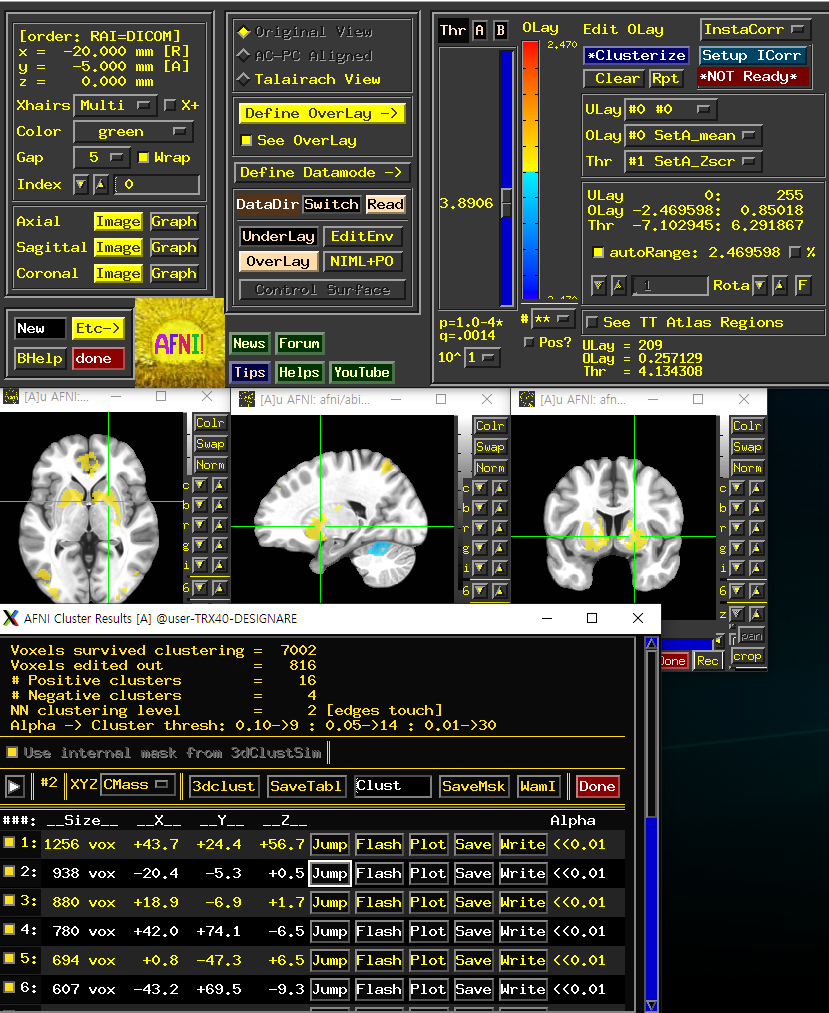 [order: RAI=DICOM]
x = -20.000 mm [R]
y = -5.000 mm [A]
z = 0.000 mm
Xhairs Multi X+
Color green
Gap 5 Wrap
Index 0
Axial Image Graph
Sagittal Image Graph
Coronal Image Graph
New Etc->
BHelp done
AFNI!
Original View
AC-PC Aligned
Talairach View
Define OverLay ->
See OverLay
Define Datamode ->
DataDir Switch Read
UnderLay EditEnv
OverLay NIML+PO
Control Surface
News Forum
Tips Helps YouTube
Thr A B
OLay
2.470
3.8906
-2.470
p=1.0-4*
q=.0014
10^ 1
# **
Pos?
Edit OLay InstaCorr
*Clusterize Setup ICorr
Clear Rpt *NOT Ready*
ULay #0 #0
OLay #0 SetA_mean
Thr #1 SetA_Zscr
ULay 0: 255
OLay -2.469598: 0.85018
Thr -7.102945: 6.291867
autoRange: 2.469598 %
1 Rota F
See TT Atlas Regions
ULay = 209
OLay = 0.257129
Thr = 4.134308
[A]u AFNI:...
Colr
Swap
Norm
c
b
r
g
i
6
[A]u AFNI: afni/abi...
Colr
Swap
Norm
c
b
r
g
i
6
[A]u AFNI: afn...
Colr
Swap
Norm
c
b
r
g
i
6
z
pan
crop
Done Rec
AFNI Cluster Results [A] @user-TRX40-DESIGNARE
Voxels survived clustering = 7002
Voxels edited out = 816
# Positive clusters = 16
# Negative clusters = 4
NN clustering level = 2 [edges touch]
Alpha -> Cluster thresh: 0.10->9 : 0.05->14 : 0.01->30
Use internal mask from 3dClustSim
#2 XYZ CMass 3dclust SaveTabl Clust SaveMsk WamI Done
###: __Size__ __X__ __Y__ __Z__ Alpha
1: 1256 vox +43.7 +24.4 +56.7 Jump Flash Plot Save Write <<0.01
2: 938 vox -20.4 -5.3 +0.5 Jump Flash Plot Save Write <<0.01
3: 880 vox +18.9 -6.9 +1.7 Jump Flash Plot Save Write <<0.01
4: 780 vox +42.0 +74.1 -6.5 Jump Flash Plot Save Write <<0.01
5: 694 vox +0.8 -47.3 +6.5 Jump Flash Plot Save Write <<0.01
6: 607 vox -43.2 +69.5 -9.3 Jump Flash Plot Save Write <<0.01